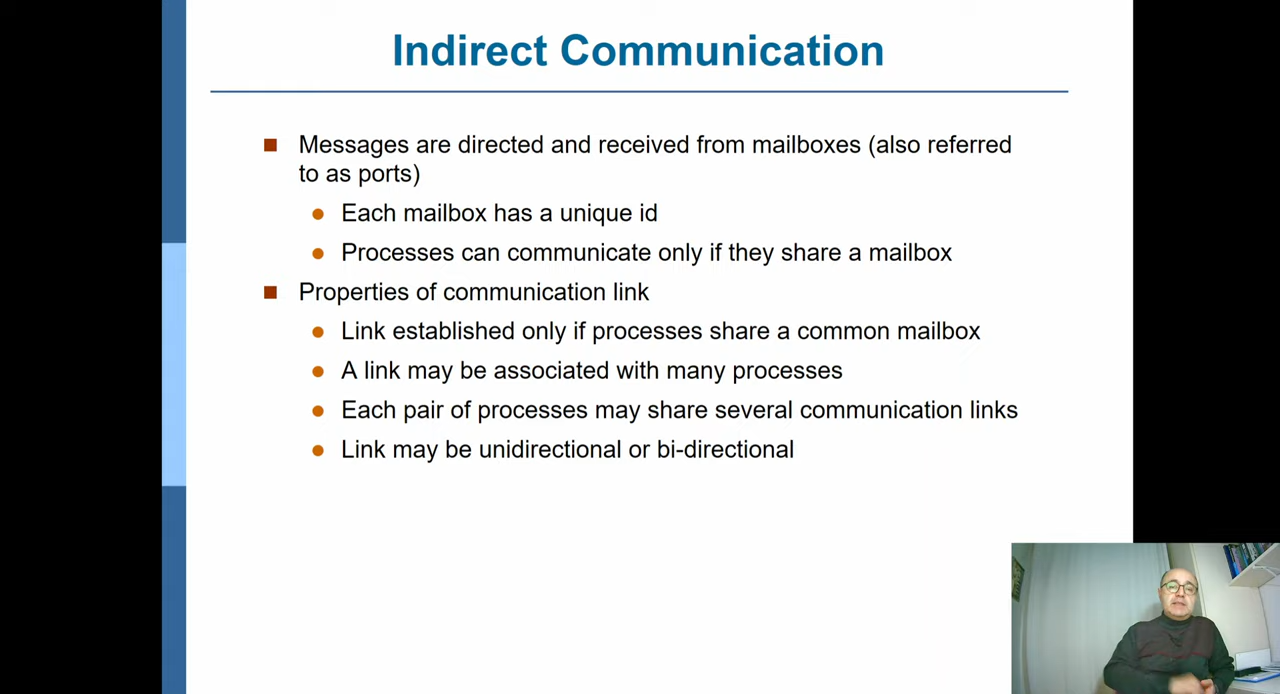 Indirect Communication
Messages are directed and received from mailboxes (also referred
to as ports)
Each mailbox has a unique id
Processes can communicate only if they share a mailbox
Properties of communication link
Link established only if processes share a common mailbox
A link may be associated with many processes
Each pair of processes may share several communication links
Link may be unidirectional or bi-directional